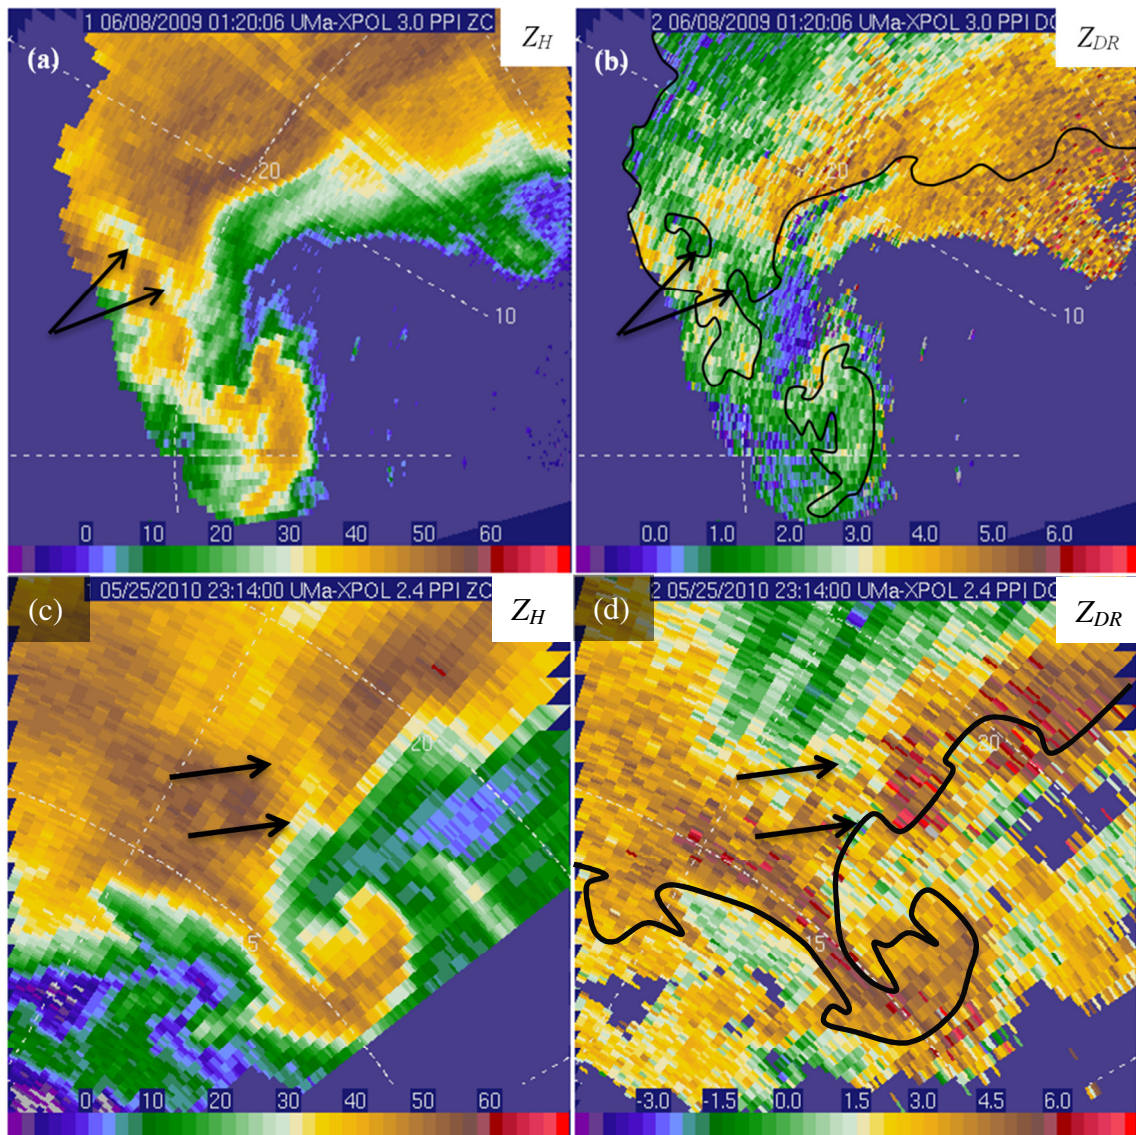 1 06/08/2009 01:20:06 UMa-XPOL 3.0 PPI ZC
Z_H
(a)
20
10
0 10 20 30 40 50 60
2 06/08/2009 01:20:06 UMa-XPOL 3.0 PPI DC
Z_DR
(b)
20
10
0.0 1.0 2.0 3.0 4.0 5.0 6.0
05/25/2010 23:14:00 UMa-XPOL 2.4 PPI ZC
Z_H
(c)
20
15
0 10 20 30 40 50 60
2 05/25/2010 23:14:00 UMa-XPOL 2.4 PPI DC
Z_DR
(d)
20
15
-3.0 -1.5 0.0 1.5 3.0 4.5 6.0